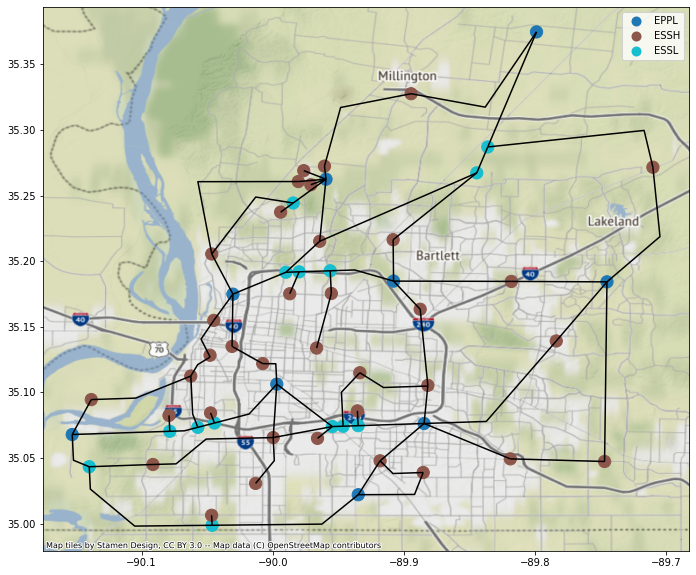 EPPL
ESSH
ESSL
35.35
35.30
35.25
35.20
35.15
35.10
35.05
35.00
Millington
Lakeland
Bartlett
40
40
40
70
240
55
Map tiles by Stamen Design, CC BY 3.0 -- Map data (C) OpenStreetMap contributors
−90.1
−90.0
−89.9
−89.8
−89.7